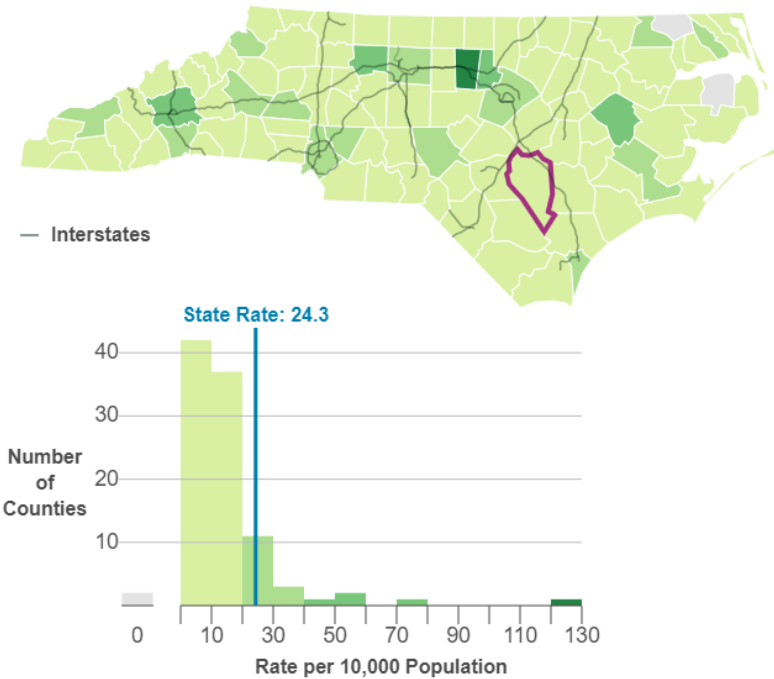 Interstates
State Rate: 24.3
40
30
20
10
Number
of
Counties
0 10 30 50 70 90 110 130
Rate per 10,000 Population